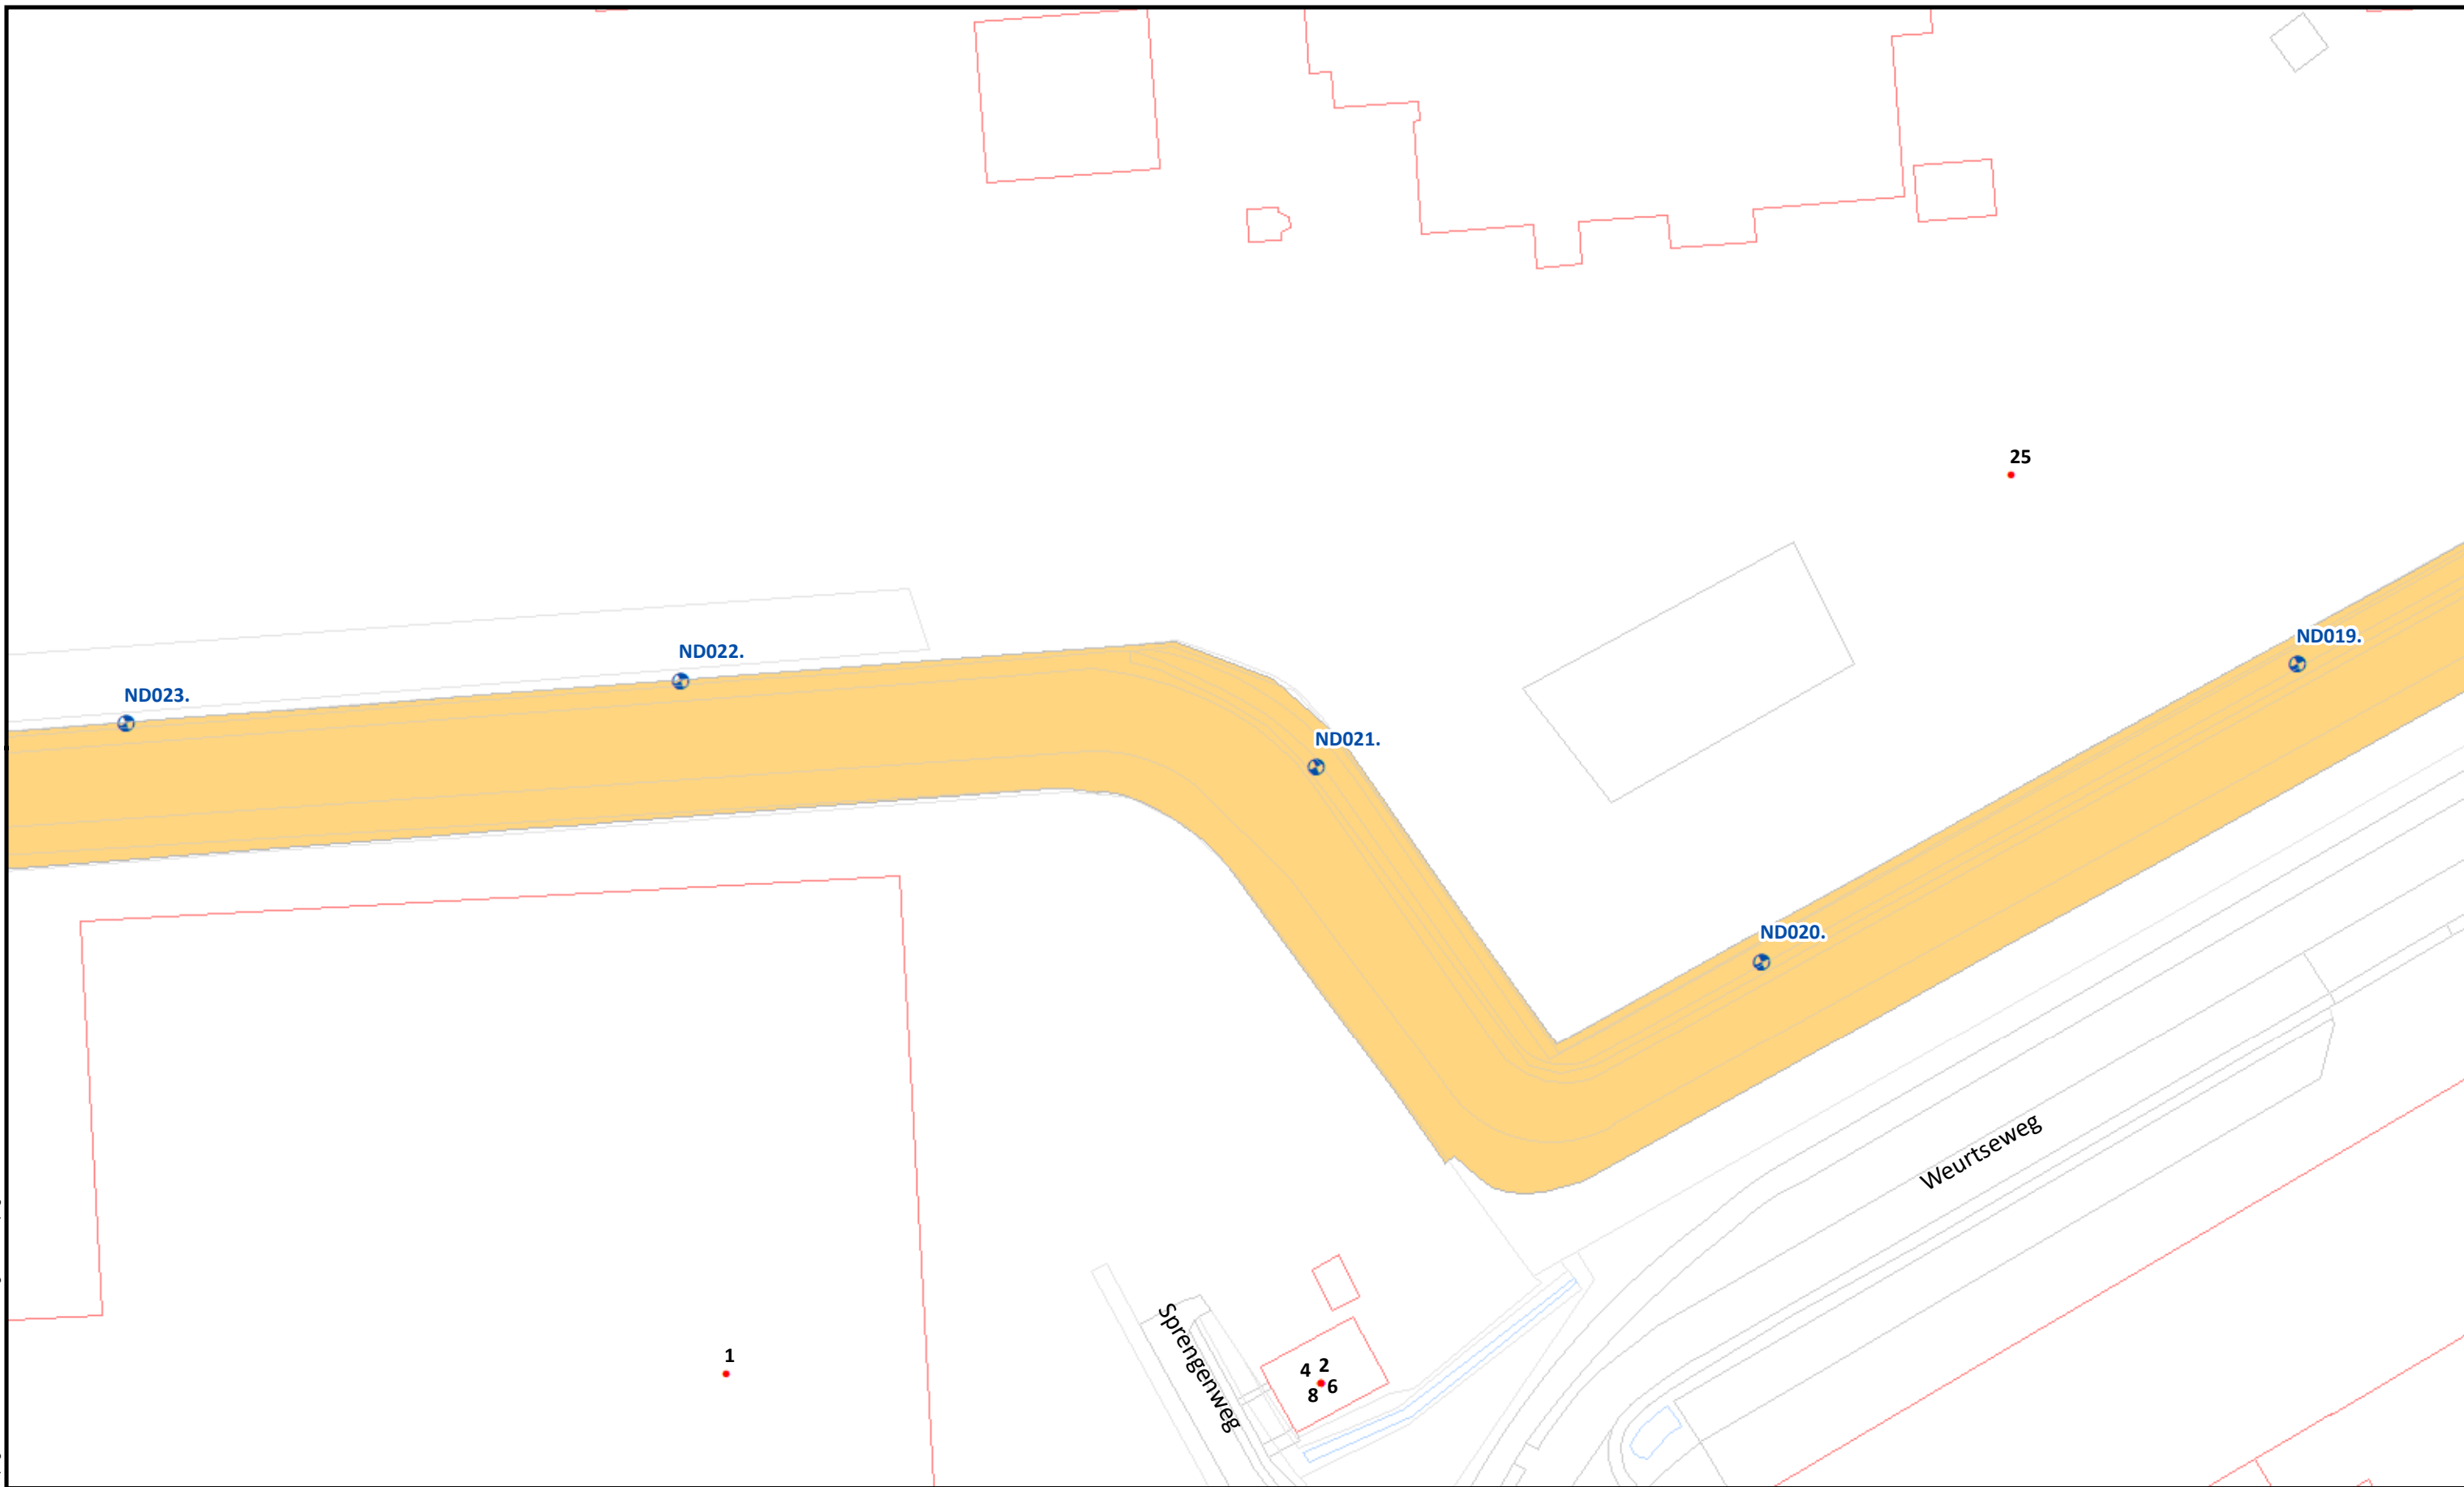 25
ND019.
ND022.
ND023.
ND021.
ND020.
Weurtseweg
Sprengenweg
1
4 2
8 6